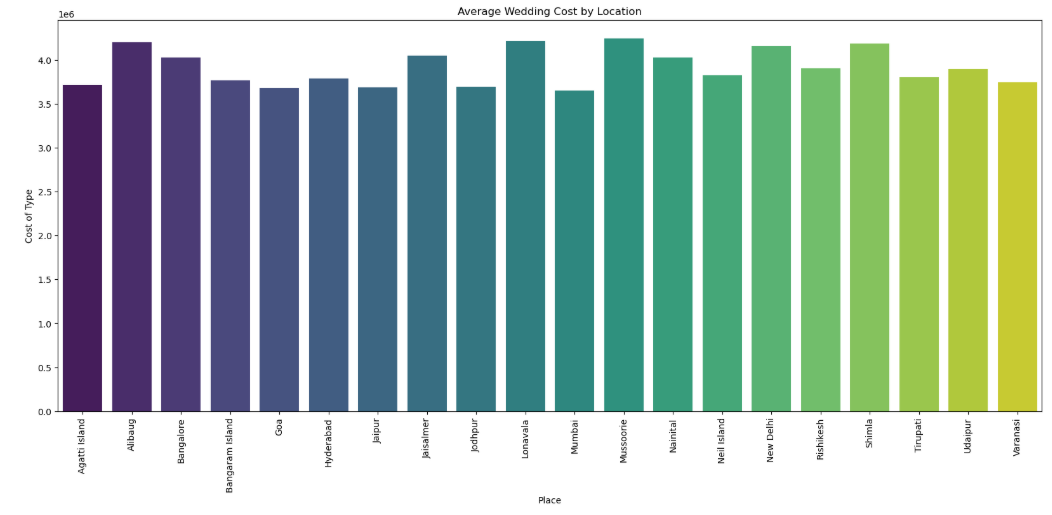 Average Wedding Cost by Location
1e6
4.0
3.5
3.0
2.5
2.0
1.5
1.0
0.5
0.0
Cost of Type
Agatti Island
Alibaug
Bangalore
Bangaram Island
Goa
Hyderabad
Jaipur
Jaisalmer
Jodhpur
Lonavala
Mumbai
Mussoorie
Nainital
Neil Island
New Delhi
Rishikesh
Shimla
Tirupati
Udaipur
Varanasi
Place